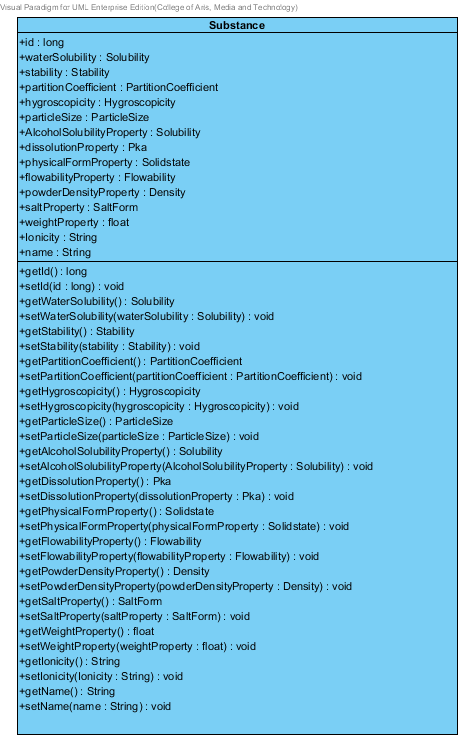 Visual Paradigm for UML Enterprise Edition(College of Arts, Media and Technology)
Substance
+id : long
+waterSolubility : Solubility
+stability : Stability
+partitionCoefficient : PartitionCoefficient
+hygroscopicity : Hygroscopicity
+particleSize : ParticleSize
+AlcoholSolubilityProperty : Solubility
+dissolutionProperty : Pka
+physicalFormProperty : Solidstate
+flowabilityProperty : Flowability
+powderDensityProperty : Density
+saltProperty : SaltForm
+weightProperty : float
+Ionicity : String
+name : String
+getId() : long
+setId(id : long) : void
+getWaterSolubility() : Solubility
+setWaterSolubility(waterSolubility : Solubility) : void
+getStability() : Stability
+setStability(stability : Stability) : void
+getPartitionCoefficient() : PartitionCoefficient
+setPartitionCoefficient(partitionCoefficient : PartitionCoefficient) : void
+getHygroscopicity() : Hygroscopicity
+setHygroscopicity(hygroscopicity : Hygroscopicity) : void
+getParticleSize() : ParticleSize
+setParticleSize(particleSize : ParticleSize) : void
+getAlcoholSolubilityProperty() : Solubility
+setAlcoholSolubilityProperty(AlcoholSolubilityProperty : Solubility) : void
+getDissolutionProperty() : Pka
+setDissolutionProperty(dissolutionProperty : Pka) : void
+getPhysicalFormProperty() : Solidstate
+setPhysicalFormProperty(physicalFormProperty : Solidstate) : void
+getFlowabilityProperty() : Flowability
+setFlowabilityProperty(flowabilityProperty : Flowability) : void
+getPowderDensityProperty() : Density
+setPowderDensityProperty(powderDensityProperty : Density) : void
+getSaltProperty() : SaltForm
+setSaltProperty(saltProperty : SaltForm) : void
+getWeightProperty() : float
+setWeightProperty(weightProperty : float) : void
+getIonicity() : String
+setIonicity(Ionicity : String) : void
+getName() : String
+setName(name : String) : void